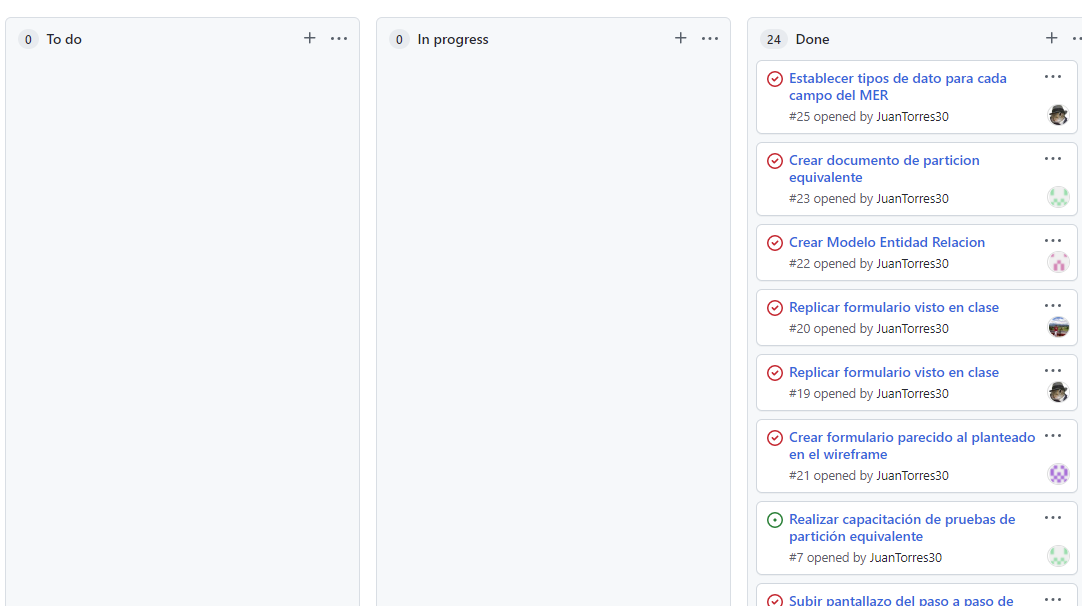 0 To do
0 In progress
24 Done
Establecer tipos de dato para cada
campo del MER
#25 opened by JuanTorres30
Crear documento de particion
equivalente
#23 opened by JuanTorres30
Crear Modelo Entidad Relacion
#22 opened by JuanTorres30
Replicar formulario visto en clase
#20 opened by JuanTorres30
Replicar formulario visto en clase
#19 opened by JuanTorres30
Crear formulario parecido al planteado
en el wireframe
#21 opened by JuanTorres30
Realizar capacitación de pruebas de
partición equivalente
#7 opened by JuanTorres30
Subir pantallazo del paso a paso de